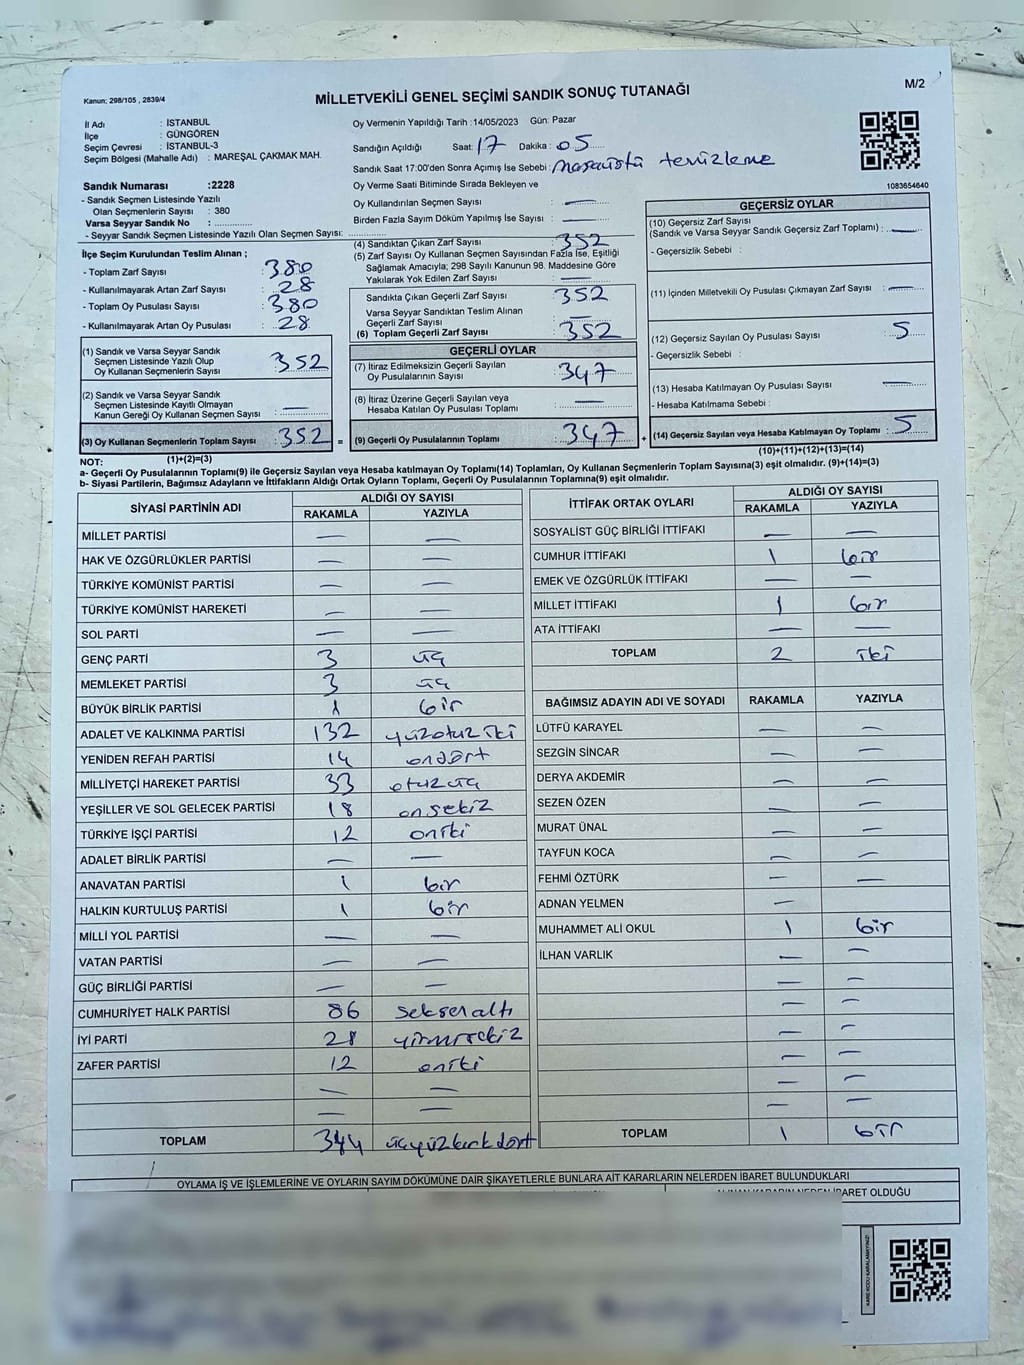 M/2
Kanun: 298/105 , 2839/4
MİLLETVEKİLİ GENEL SEÇİMİ SANDIK SONUÇ TUTANAĞI
İl Adı : İSTANBUL
İlçe : GÜNGÖREN
Seçim Çevresi : İSTANBUL-3
Seçim Bölgesi (Mahalle Adı) : MAREŞAL ÇAKMAK MAH.
Sandık Numarası :2228
- Sandık Seçmen Listesinde Yazılı
Olan Seçmenlerin Sayısı : 380
Varsa Seyyar Sandık No :
- Seyyar Sandık Seçmen Listesinde Yazılı Olan Seçmen Sayısı:
Oy Vermenin Yapıldığı Tarih :14/05/2023 Gün: Pazar
Sandığın Açıldığı Saat: 17 Dakika: 05
Sandık Saat 17:00'den Sonra Açımış İse Sebebi: Masaüstü temizleme
Oy Verme Saati Bitiminde Sırada Bekleyen ve
Oy Kullandırılan Seçmen Sayısı : —
Birden Fazla Sayım Döküm Yapılmış İse Sayısı : —
1083654640
İlçe Seçim Kurulundan Teslim Alınan ;
- Toplam Zarf Sayısı : 380
- Kullanılmayarak Artan Zarf Sayısı : 28
- Toplam Oy Pusulası Sayısı : 380
- Kullanılmayarak Artan Oy Pusulası : 28
(1) Sandık ve Varsa Seyyar Sandık
Seçmen Listesinde Yazılı Olup
Oy Kullanan Seçmenlerin Sayısı : 352
(2) Sandık ve Varsa Seyyar Sandık
Seçmen Listesinde Kayıtlı Olmayan
Kanun Gereği Oy Kullanan Seçmen Sayısı : —
(3) Oy Kullanan Seçmenlerin Toplam Sayısı : 352 =
(1)+(2)=(3)
(4) Sandıktan Çıkan Zarf Sayısı : 352
(5) Zarf Sayısı Oy Kullanan Seçmen Sayısından Fazla İse, Eşitliği
Sağlamak Amacıyla; 298 Sayılı Kanunun 98. Maddesine Göre
Yakılarak Yok Edilen Zarf Sayısı : —
Sandıkta Çıkan Geçerli Zarf Sayısı : 352
Varsa Seyyar Sandıktan Teslim Alınan
Geçerli Zarf Sayısı : —
(6) Toplam Geçerli Zarf Sayısı : 352
GEÇERLİ OYLAR
(7) İtiraz Edilmeksizin Geçerli Sayılan
Oy Pusulalarının Sayısı : 347
(8) İtiraz Üzerine Geçerli Sayılan veya
Hesaba Katılan Oy Pusulası Toplamı : —
(9) Geçerli Oy Pusulalarının Toplamı : 347 +
GEÇERSİZ OYLAR
(10) Geçersiz Zarf Sayısı
(Sandık ve Varsa Seyyar Sandık Geçersiz Zarf Toplamı) : —
- Geçersizlik Sebebi :
(11) İçinden Milletvekili Oy Pusulası Çıkmayan Zarf Sayısı : —
(12) Geçersiz Sayılan Oy Pusulası Sayısı : 5
- Geçersizlik Sebebi :
(13) Hesaba Katılmayan Oy Pusulası Sayısı : —
- Hesaba Katılmama Sebebi :
(14) Geçersiz Sayılan veya Hesaba Katılmayan Oy Toplamı : 5
(10)+(11)+(12)+(13)=(14)
NOT:
a- Geçerli Oy Pusulalarının Toplamı(9) ile Geçersiz Sayılan veya Hesaba katılmayan Oy Toplamı(14) Toplamları, Oy Kullanan Seçmenlerin Toplam Sayısına(3) eşit olmalıdır. (9)+(14)=(3)
b- Siyasi Partilerin, Bağımsız Adayların ve İttifakların Aldığı Ortak Oyların Toplamı, Geçerli Oy Pusulalarının Toplamına(9) eşit olmalıdır.
SİYASİ PARTİNİN ADI ALDIĞI OY SAYISI
RAKAMLA YAZIYLA
MİLLET PARTİSİ — —
HAK VE ÖZGÜRLÜKLER PARTİSİ — —
TÜRKİYE KOMÜNİST PARTİSİ — —
TÜRKİYE KOMÜNİST HAREKETİ — —
SOL PARTİ — —
GENÇ PARTİ 3 üç
MEMLEKET PARTİSİ 3 üç
BÜYÜK BİRLİK PARTİSİ 1 bir
ADALET VE KALKINMA PARTİSİ 132 yüzotuziki
YENİDEN REFAH PARTİSİ 14 ondört
MİLLİYETÇİ HAREKET PARTİSİ 33 otuzüç
YEŞİLLER VE SOL GELECEK PARTİSİ 18 onsekiz
TÜRKİYE İŞÇİ PARTİSİ 12 oniki
ADALET BİRLİK PARTİSİ — —
ANAVATAN PARTİSİ 1 bir
HALKIN KURTULUŞ PARTİSİ 1 bir
MİLLİ YOL PARTİSİ — —
VATAN PARTİSİ — —
GÜÇ BİRLİĞİ PARTİSİ — —
CUMHURİYET HALK PARTİSİ 86 seksenaltı
İYİ PARTİ 28 yirmisekiz
ZAFER PARTİSİ 12 oniki
— —
— —
TOPLAM 344 üçyüzkırkdört
İTTİFAK ORTAK OYLARI ALDIĞI OY SAYISI
RAKAMLA YAZIYLA
SOSYALİST GÜÇ BİRLİĞİ İTTİFAKI — —
CUMHUR İTTİFAKI 1 bir
EMEK VE ÖZGÜRLÜK İTTİFAKI — —
MİLLET İTTİFAKI 1 bir
ATA İTTİFAKI — —
TOPLAM 2 iki
BAĞIMSIZ ADAYIN ADI VE SOYADI RAKAMLA YAZIYLA
LÜTFÜ KARAYEL — —
SEZGİN SİNCAR — —
DERYA AKDEMİR — —
SEZEN ÖZEN — —
MURAT ÜNAL — —
TAYFUN KOCA — —
FEHMİ ÖZTÜRK — —
ADNAN YELMEN —
MUHAMMET ALİ OKUL 1 bir
İLHAN VARLIK — —
— —
— —
— —
— —
— —
— —
TOPLAM 1 bir
OYLAMA İŞ VE İŞLEMLERİNE VE OYLARIN SAYIM DÖKÜMÜNE DAİR ŞİKAYETLERLE BUNLARA AİT KARARLARIN NELERDEN İBARET BULUNDUKLARI
ALINAN KARARIN NEDEN İBARET OLDUĞU
KAREKODU KARALAMAYINIZ!